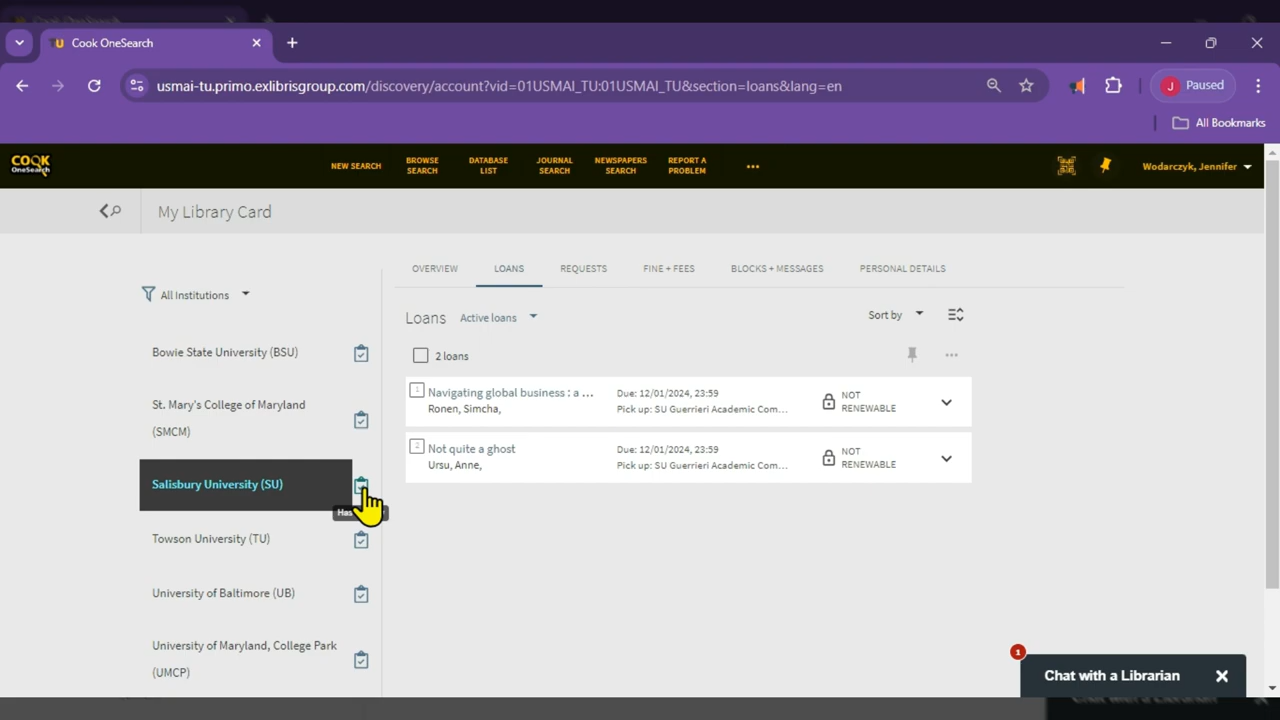 Cook OneSearch
usmai-tu.primo.exlibrisgroup.com/discovery/account?vid=01USMAI_TU:01USMAI_TU&section=loans&lang=en
J Paused
All Bookmarks
COOK
OneSearch
NEW SEARCH
BROWSE
SEARCH
DATABASE
LIST
JOURNAL
SEARCH
NEWSPAPERS
SEARCH
REPORT A
PROBLEM
Wodarczyk, Jennifer
My Library Card
All Institutions
Bowie State University (BSU)
St. Mary's College of Maryland
(SMCM)
Salisbury University (SU)
Has
Towson University (TU)
University of Baltimore (UB)
University of Maryland, College Park
(UMCP)
OVERVIEW LOANS REQUESTS FINE + FEES BLOCKS + MESSAGES PERSONAL DETAILS
Loans Active loans
Sort by
2 loans
1 Navigating global business : a ...
Ronen, Simcha,
Due: 12/01/2024, 23:59
Pick up: SU Guerrieri Academic Com...
NOT
RENEWABLE
2 Not quite a ghost
Ursu, Anne,
Due: 12/01/2024, 23:59
Pick up: SU Guerrieri Academic Com...
NOT
RENEWABLE
1
Chat with a Librarian